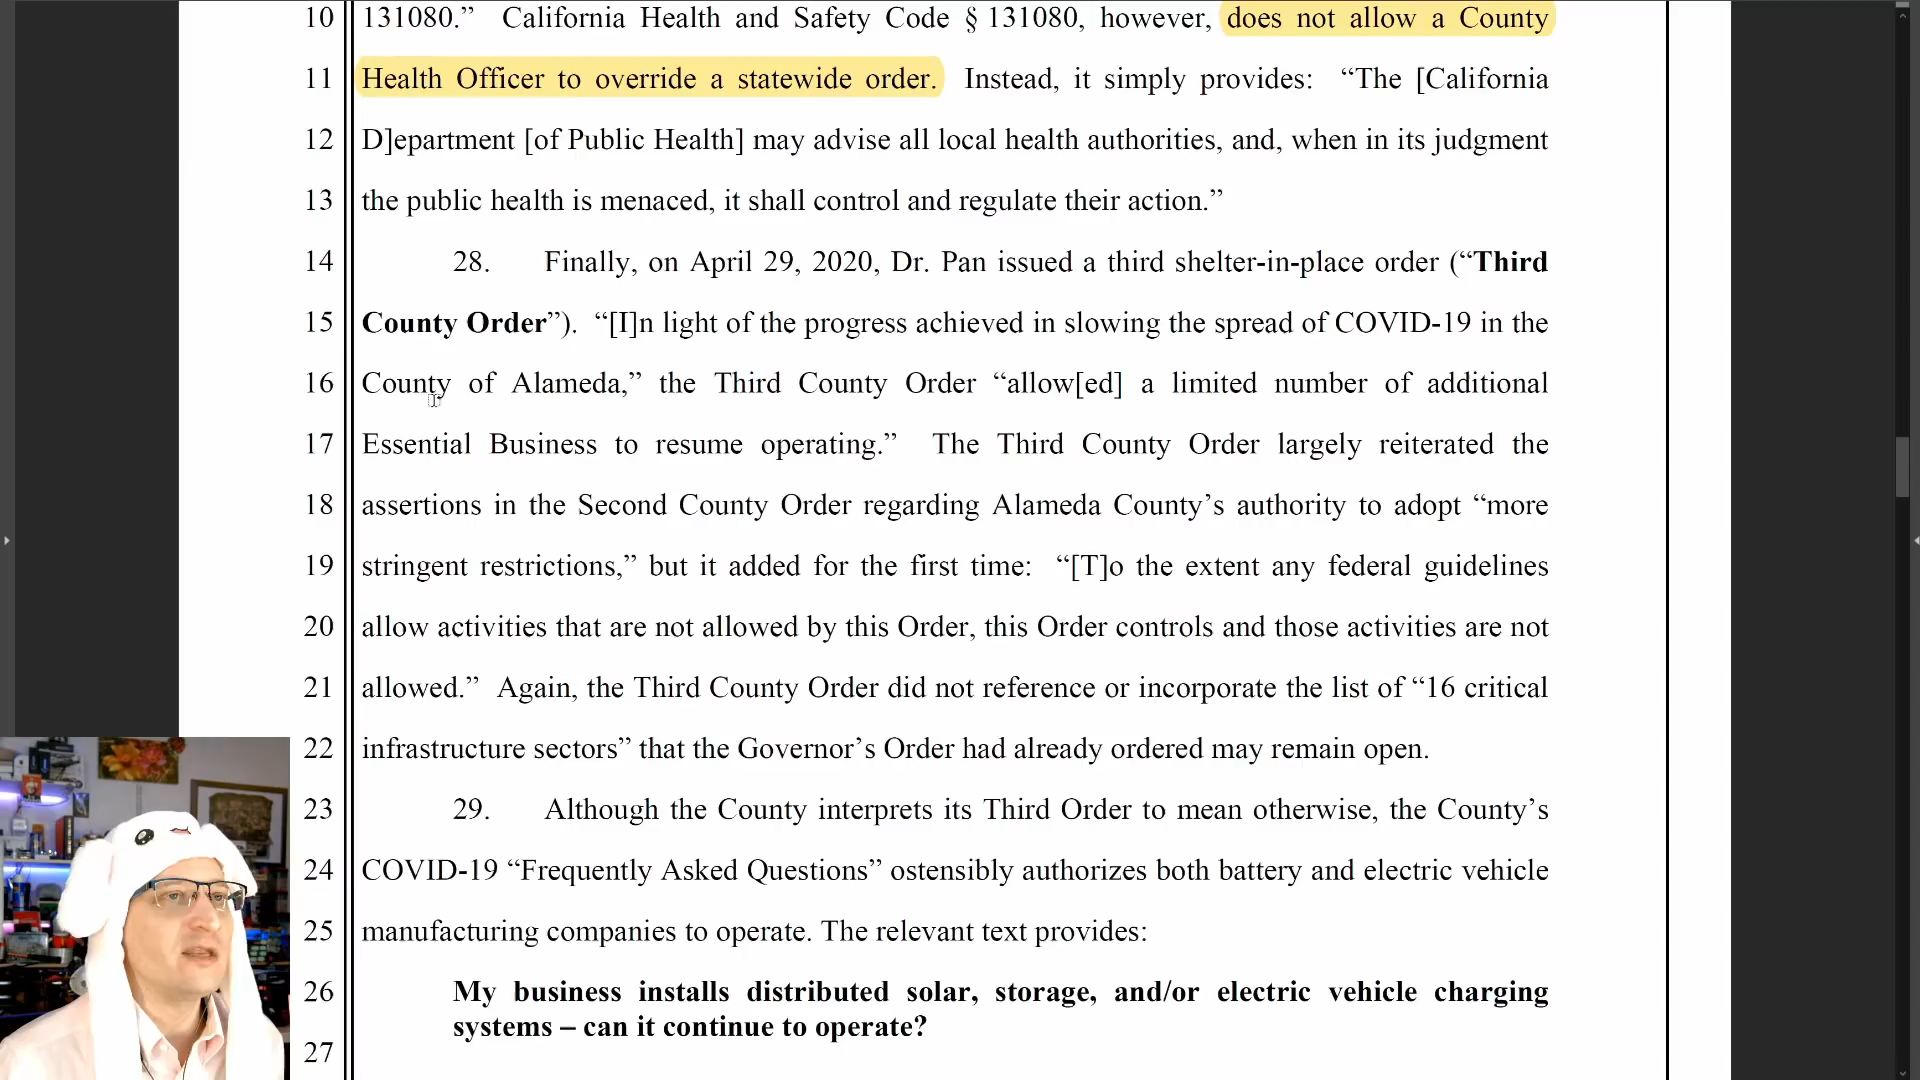 10 131080.” California Health and Safety Code § 131080, however, does not allow a County
11 Health Officer to override a statewide order. Instead, it simply provides: “The [California
12 D]epartment [of Public Health] may advise all local health authorities, and, when in its judgment
13 the public health is menaced, it shall control and regulate their action.”
14 28. Finally, on April 29, 2020, Dr. Pan issued a third shelter-in-place order (“Third
15 County Order”). “[I]n light of the progress achieved in slowing the spread of COVID-19 in the
16 County of Alameda,” the Third County Order “allow[ed] a limited number of additional
17 Essential Business to resume operating.” The Third County Order largely reiterated the
18 assertions in the Second County Order regarding Alameda County’s authority to adopt “more
19 stringent restrictions,” but it added for the first time: “[T]o the extent any federal guidelines
20 allow activities that are not allowed by this Order, this Order controls and those activities are not
21 allowed.” Again, the Third County Order did not reference or incorporate the list of “16 critical
22 infrastructure sectors” that the Governor’s Order had already ordered may remain open.
23 29. Although the County interprets its Third Order to mean otherwise, the County’s
24 COVID-19 “Frequently Asked Questions” ostensibly authorizes both battery and electric vehicle
25 manufacturing companies to operate. The relevant text provides:
26 My business installs distributed solar, storage, and/or electric vehicle charging
systems – can it continue to operate?
27